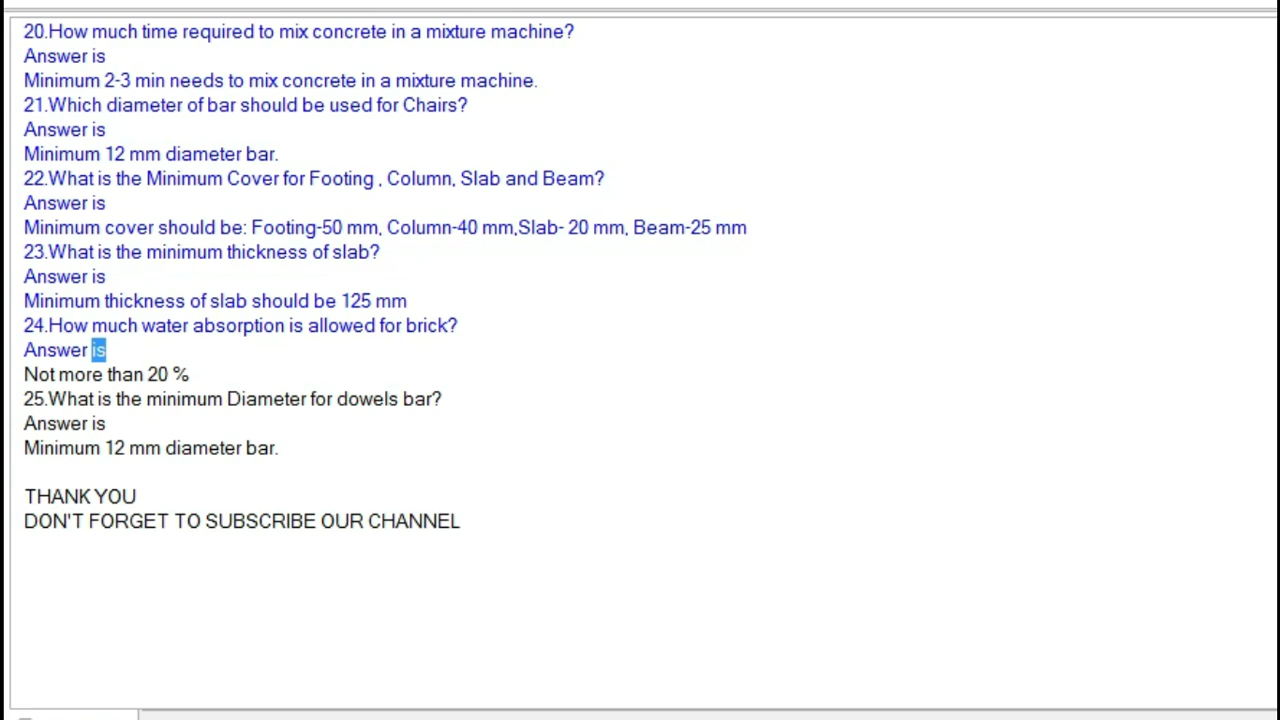 20.How much time required to mix concrete in a mixture machine?
Answer is
Minimum 2-3 min needs to mix concrete in a mixture machine.
21.Which diameter of bar should be used for Chairs?
Answer is
Minimum 12 mm diameter bar.
22.What is the Minimum Cover for Footing , Column, Slab and Beam?
Answer is
Minimum cover should be: Footing-50 mm, Column-40 mm,Slab- 20 mm, Beam-25 mm
23.What is the minimum thickness of slab?
Answer is
Minimum thickness of slab should be 125 mm
24.How much water absorption is allowed for brick?
Answer is
Not more than 20 %
25.What is the minimum Diameter for dowels bar?
Answer is
Minimum 12 mm diameter bar.
THANK YOU
DON'T FORGET TO SUBSCRIBE OUR CHANNEL